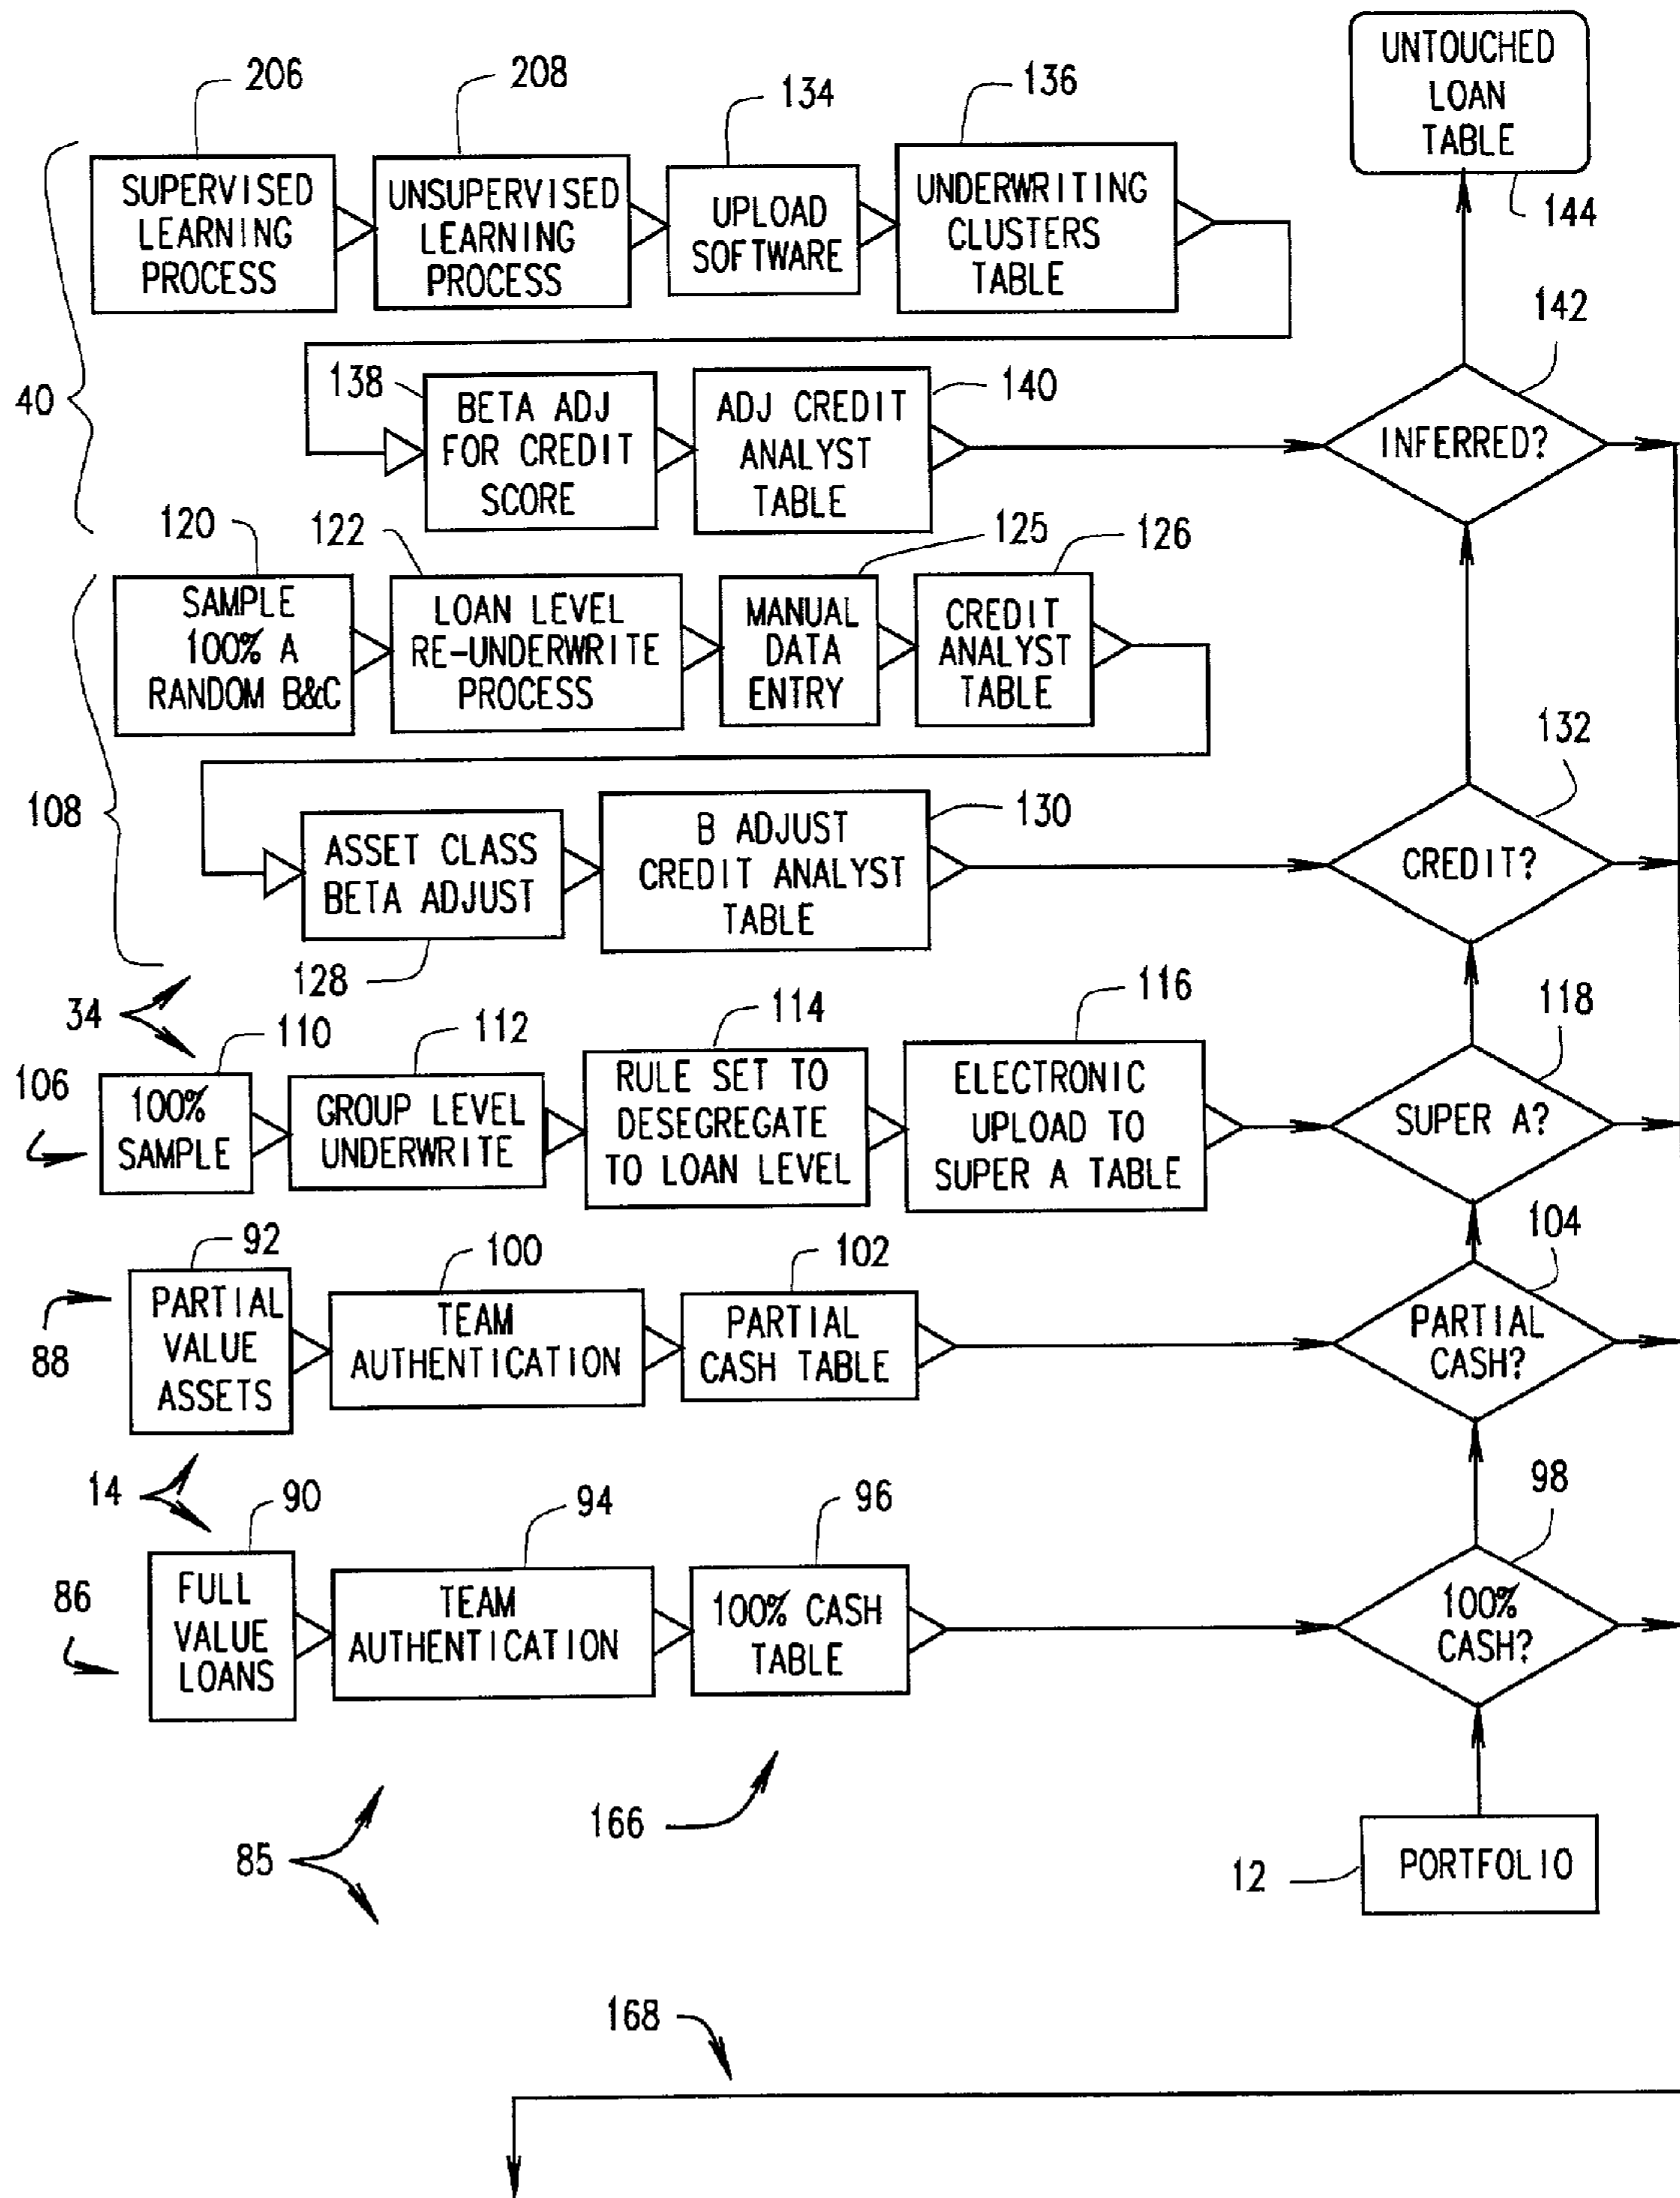 UNTOUCHED
LOAN
TABLE
144
206
208
134
136
SUPERVISED
LEARNING
PROCESS
UNSUPERVISED
LEARNING
PROCESS
UPLOAD
SOFTWARE
UNDERWRITING
CLUSTERS
TABLE
142
40
138
BETA ADJ
FOR CREDIT
SCORE
ADJ CREDIT
ANALYST
TABLE
140
INFERRED?
120
122
125
126
SAMPLE
100% A
RANDOM B&C
LOAN LEVEL
RE-UNDERWRITE
PROCESS
MANUAL
DATA
ENTRY
CREDIT
ANALYST
TABLE
132
108
ASSET CLASS
BETA ADJUST
128
B ADJUST
CREDIT ANALYST
TABLE
130
CREDIT?
34
110
112
114
116
118
106
100%
SAMPLE
GROUP LEVEL
UNDERWRITE
RULE SET TO
DESEGREGATE
TO LOAN LEVEL
ELECTRONIC
UPLOAD TO
SUPER A TABLE
SUPER A?
92
100
102
104
88
PARTIAL
VALUE
ASSETS
TEAM
AUTHENTICATION
PARTIAL
CASH TABLE
PARTIAL
CASH?
14
90
94
96
98
86
FULL
VALUE
LOANS
TEAM
AUTHENTICATION
100% CASH
TABLE
100%
CASH?
85
166
12
PORTFOLIO
168